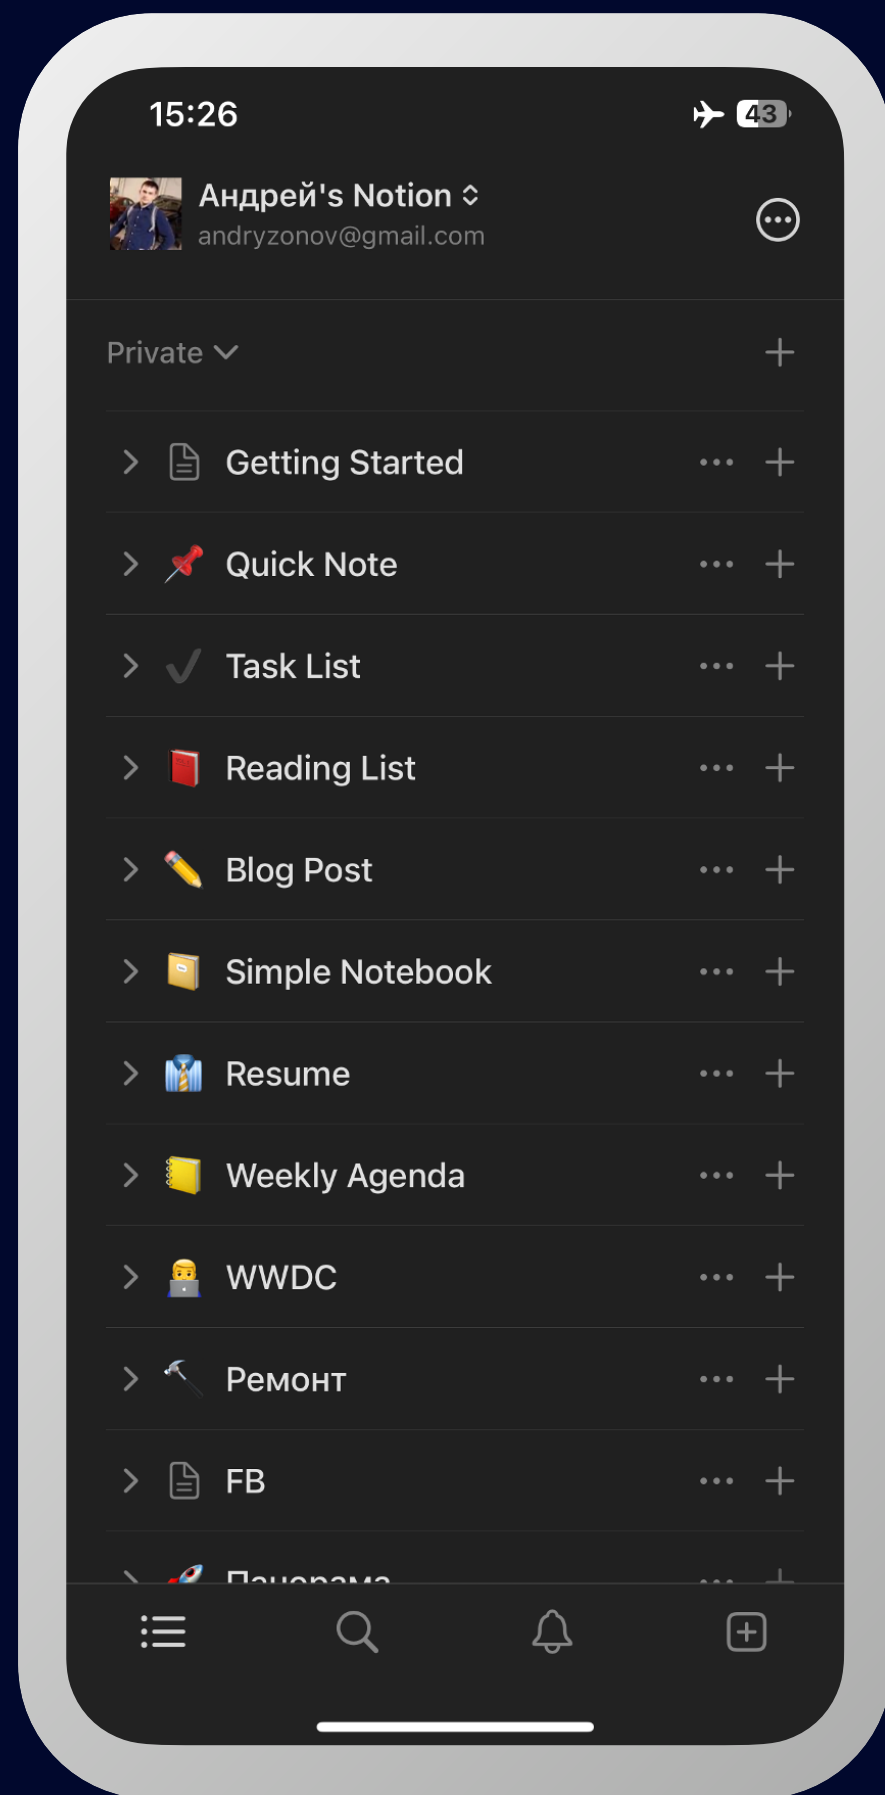 15:26
43
Андрей's Notion
andryzonov@gmail.com
Private
Getting Started
Quick Note
Task List
Reading List
Blog Post
Simple Notebook
Resume
Weekly Agenda
WWDC
Ремонт
FB
Панорама